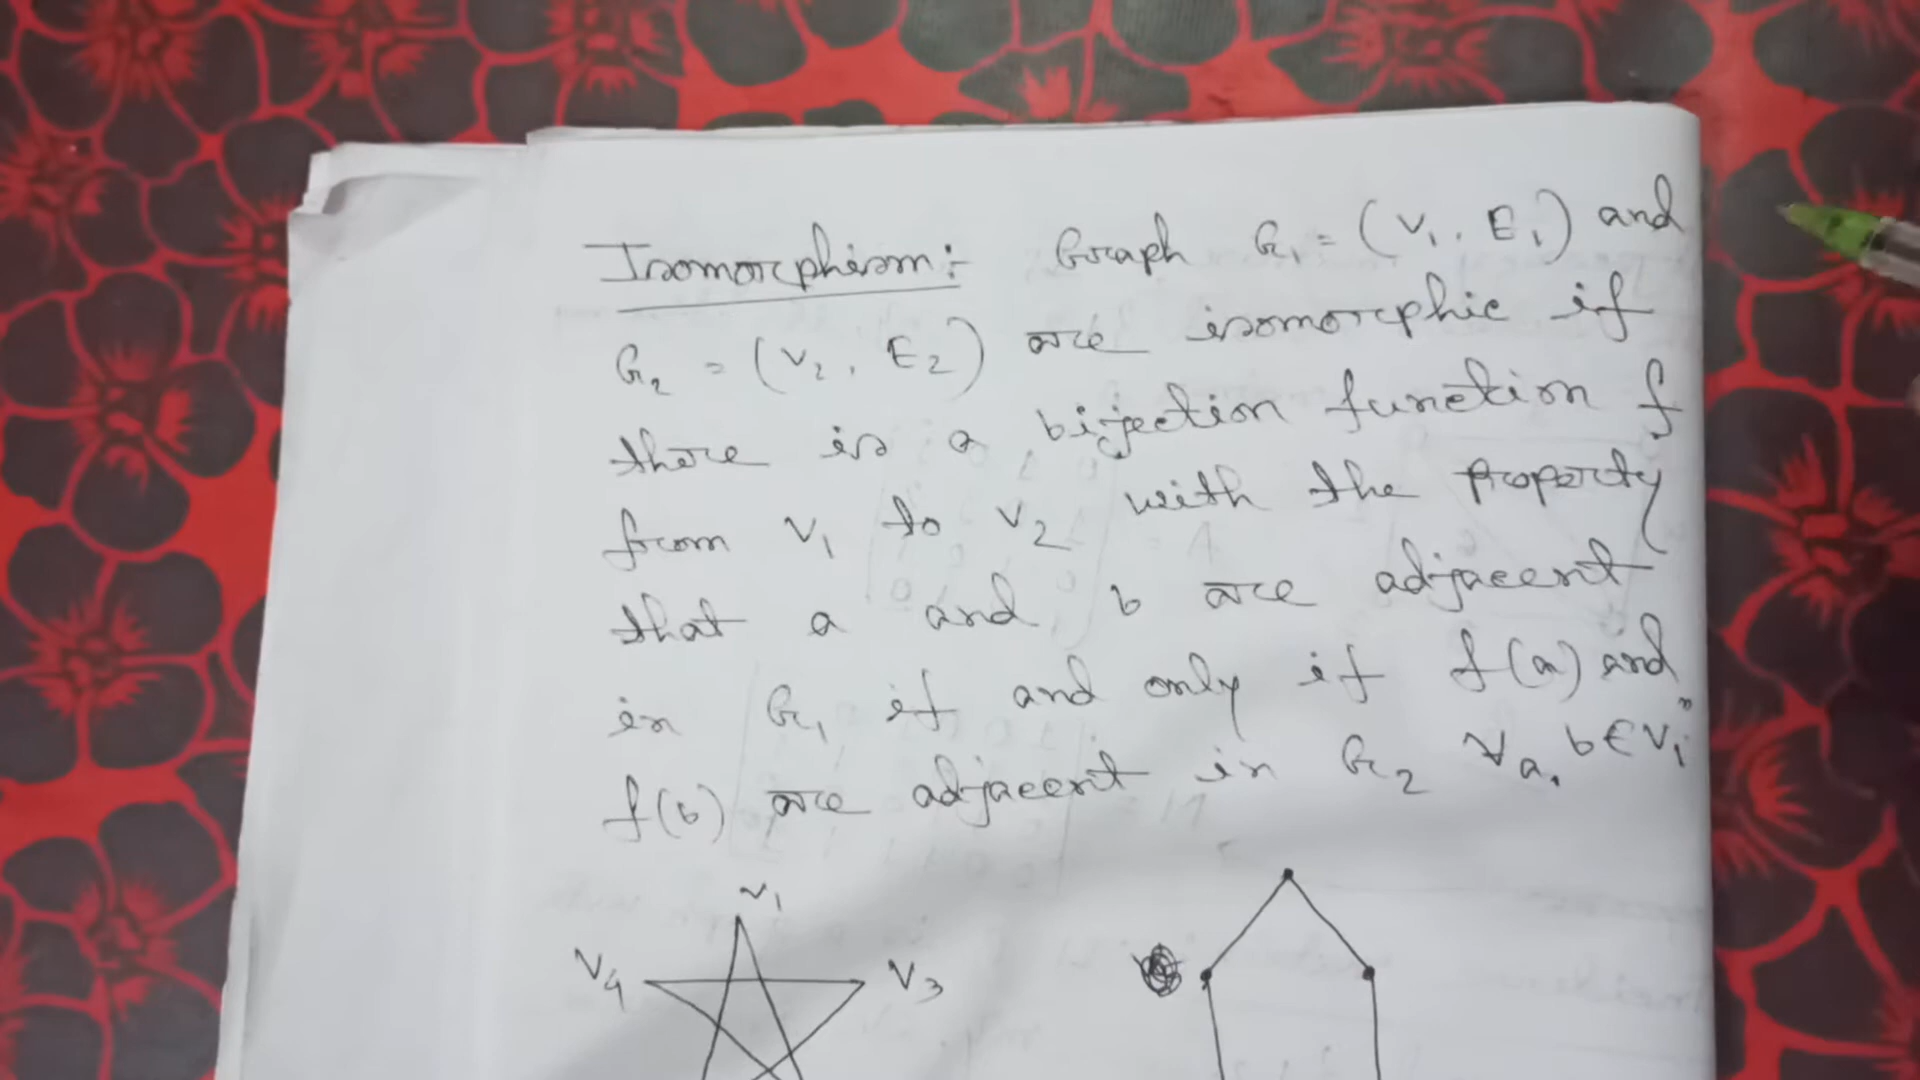 Isomorphism:- Graph G₁ = (V₁, E₁) and
G₂ = (V₂, E₂) are isomorphic if
there is a bijection function f
from V₁ to V₂ with the property
that a and b are adjacent
in G₁ if and only if f(a) and
f(b) are adjacent in G₂ ∀a, b ∈ V₁"
V₁
V₄ V₃